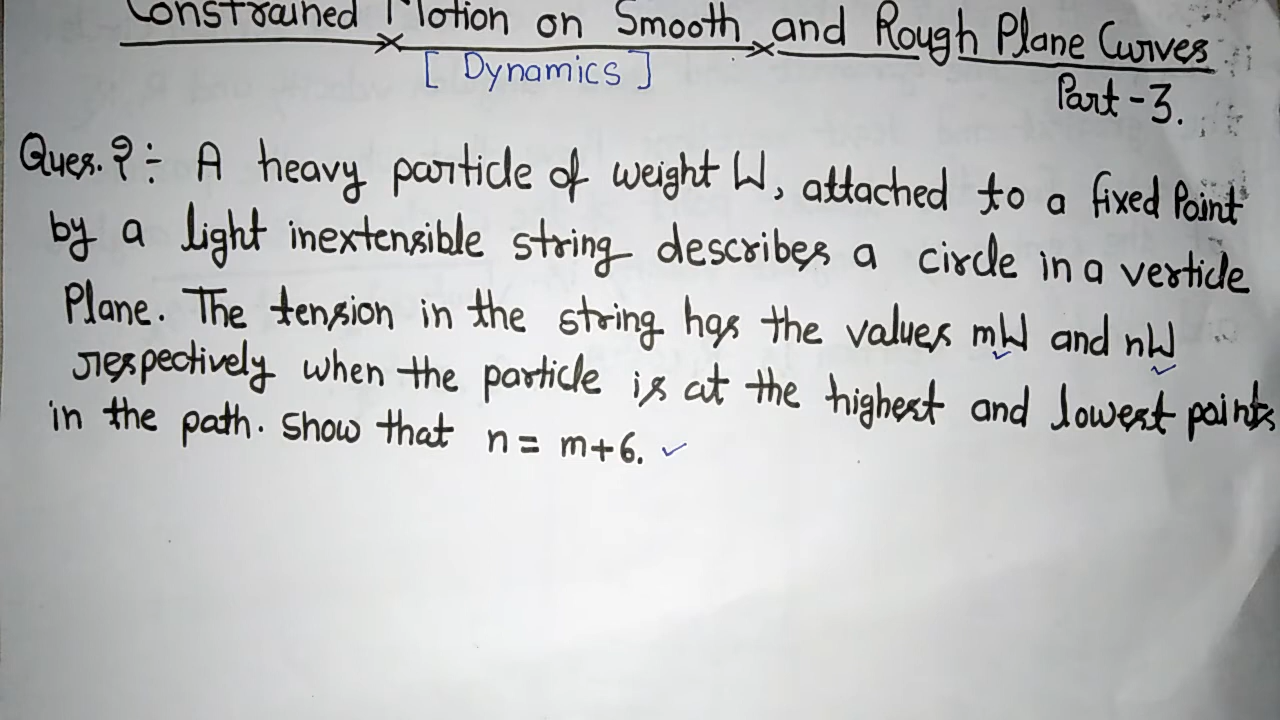 Constrained Motion on Smooth and Rough Plane Curves
[ Dynamics ]
Part-3.
Ques. ?÷ A heavy particle of weight W, attached to a fixed Point
by a light inextensible string describes a circle in a verticle
Plane. The tension in the string has the values mW and nW
respectively when the particle is at the highest and lowest points
in the path. Show that n = m+6.